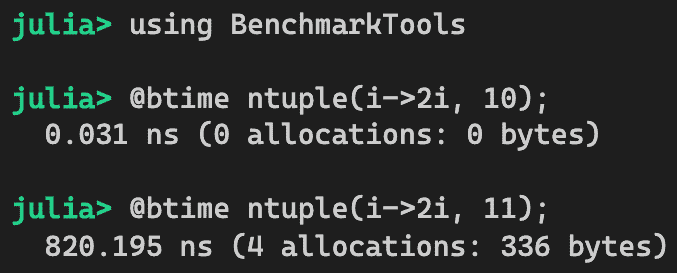 julia> using BenchmarkTools
julia> @btime ntuple(i->2i, 10);
0.031 ns (0 allocations: 0 bytes)
julia> @btime ntuple(i->2i, 11);
820.195 ns (4 allocations: 336 bytes)